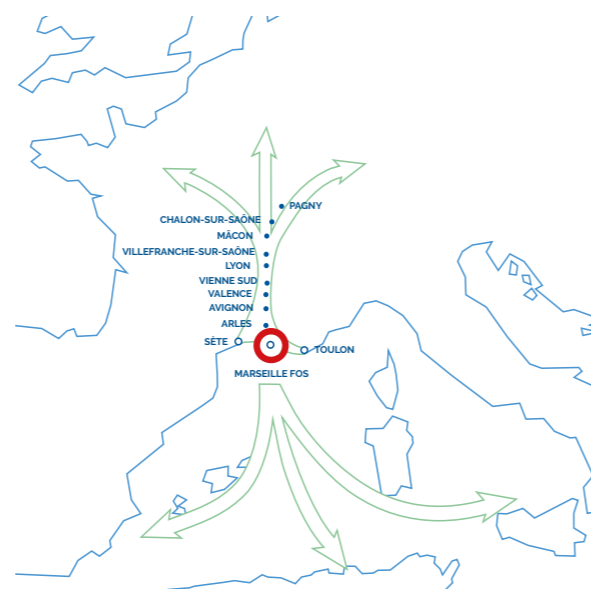 PAGNY
CHALON-SUR-SAÔNE
MÂCON
VILLEFRANCHE-SUR-SAÔNE
LYON
VIENNE SUD
VALENCE
AVIGNON
ARLES
SÈTE
TOULON
MARSEILLE FOS